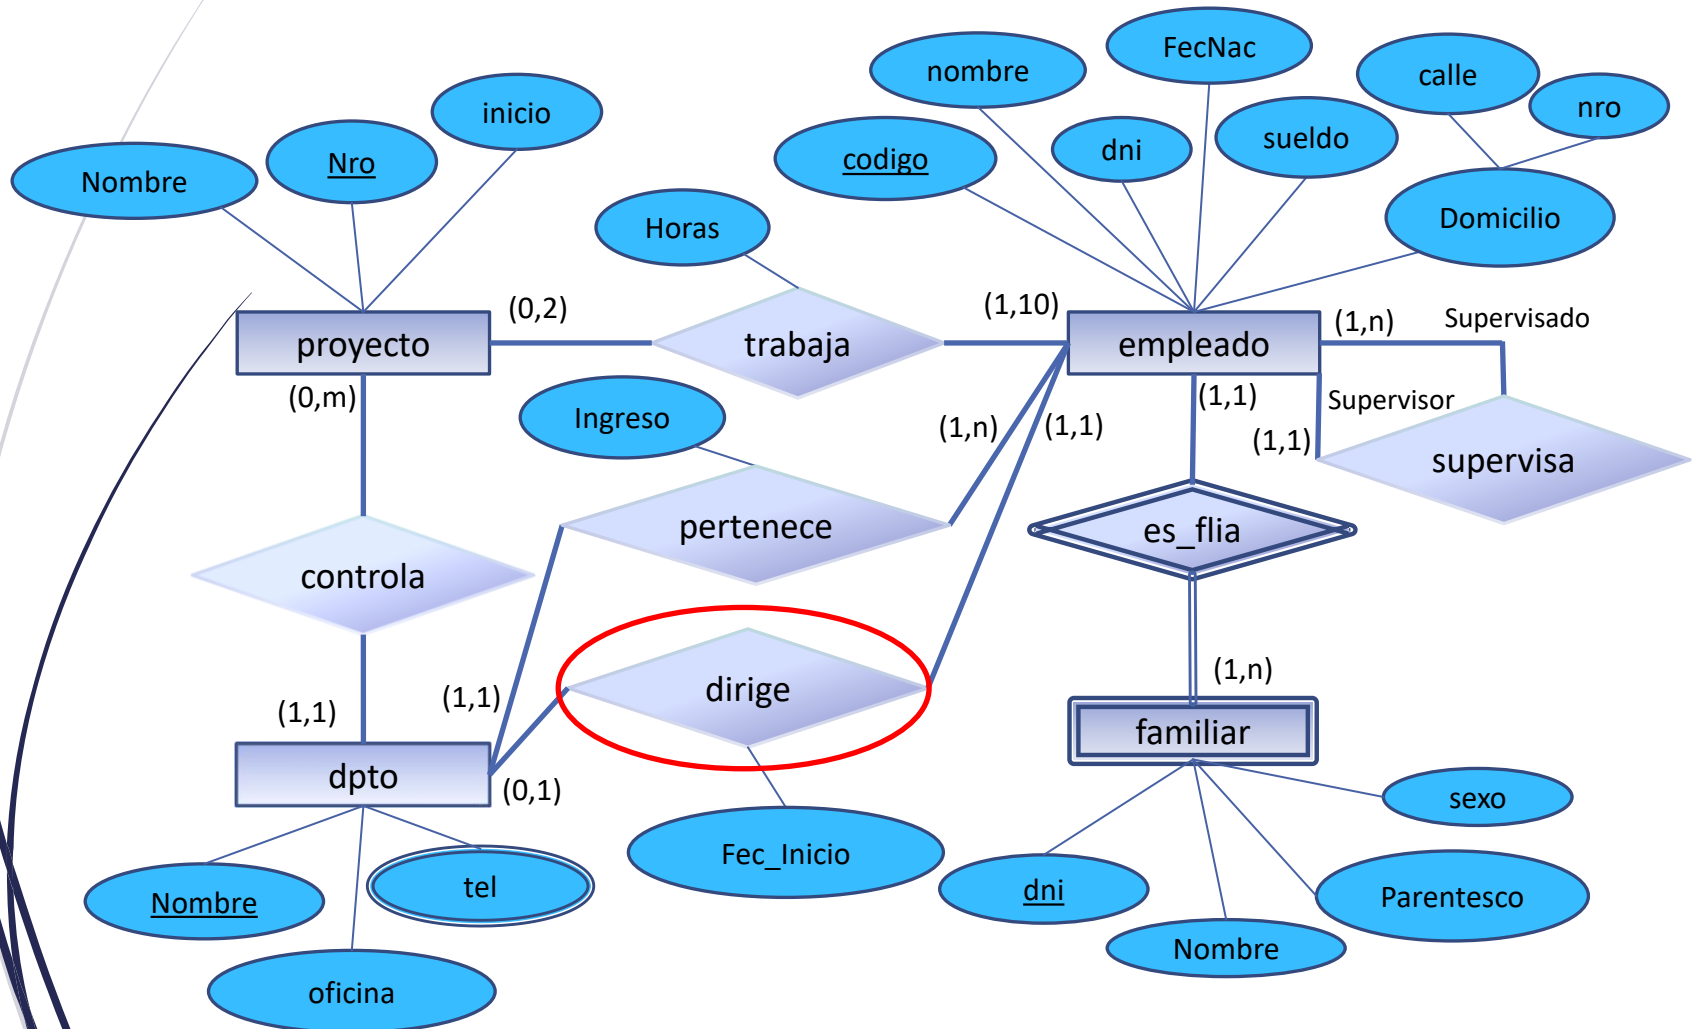 FecNac
nombre
calle
inicio
nro
Nro
codigo
dni
sueldo
Nombre
Domicilio
Horas
(0,2)
(1,10)
(1,n)
Supervisado
proyecto
trabaja
empleado
(0,m)
(1,1)
Supervisor
Ingreso
(1,n)
(1,1)
(1,1)
supervisa
pertenece
es_flia
controla
(1,n)
dirige
(1,1)
(1,1)
familiar
dpto
(0,1)
sexo
Fec_Inicio
tel
dni
Parentesco
Nombre
Nombre
oficina